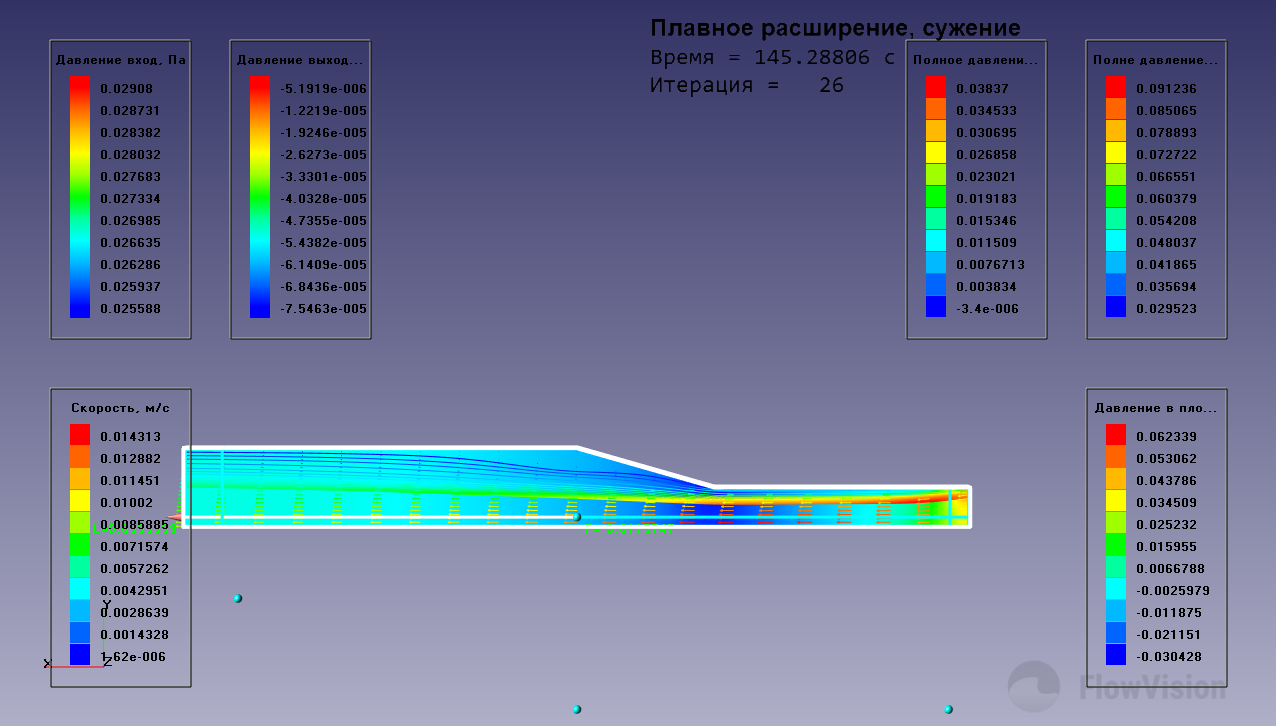 Плавное расширение, сужение
Время = 145.28806 с
Итерация = 26
Давление вход, Па
0.02908
0.028731
0.028382
0.028032
0.027683
0.027334
0.026985
0.026635
0.026286
0.025937
0.025588
Давление выход...
-5.1919e-006
-1.2219e-005
-1.9246e-005
-2.6273e-005
-3.3301e-005
-4.0328e-005
-4.7355e-005
-5.4382e-005
-6.1409e-005
-6.8436e-005
-7.5463e-005
Полное давлени...
0.03837
0.034533
0.030695
0.026858
0.023021
0.019183
0.015346
0.011509
0.0076713
0.003834
-3.4e-006
Полне давление...
0.091236
0.085065
0.078893
0.072722
0.066551
0.060379
0.054208
0.048037
0.041865
0.035694
0.029523
Скорость, м/с
0.014313
0.012882
0.011451
0.01002
0.0085885
0.0071574
0.0057262
0.0042951
0.0028639
0.0014328
1.62e-006
Y
X
Z
Давление в пло...
0.062339
0.053062
0.043786
0.034509
0.025232
0.015955
0.0066788
-0.0025979
-0.011875
-0.021151
-0.030428
FlowVision